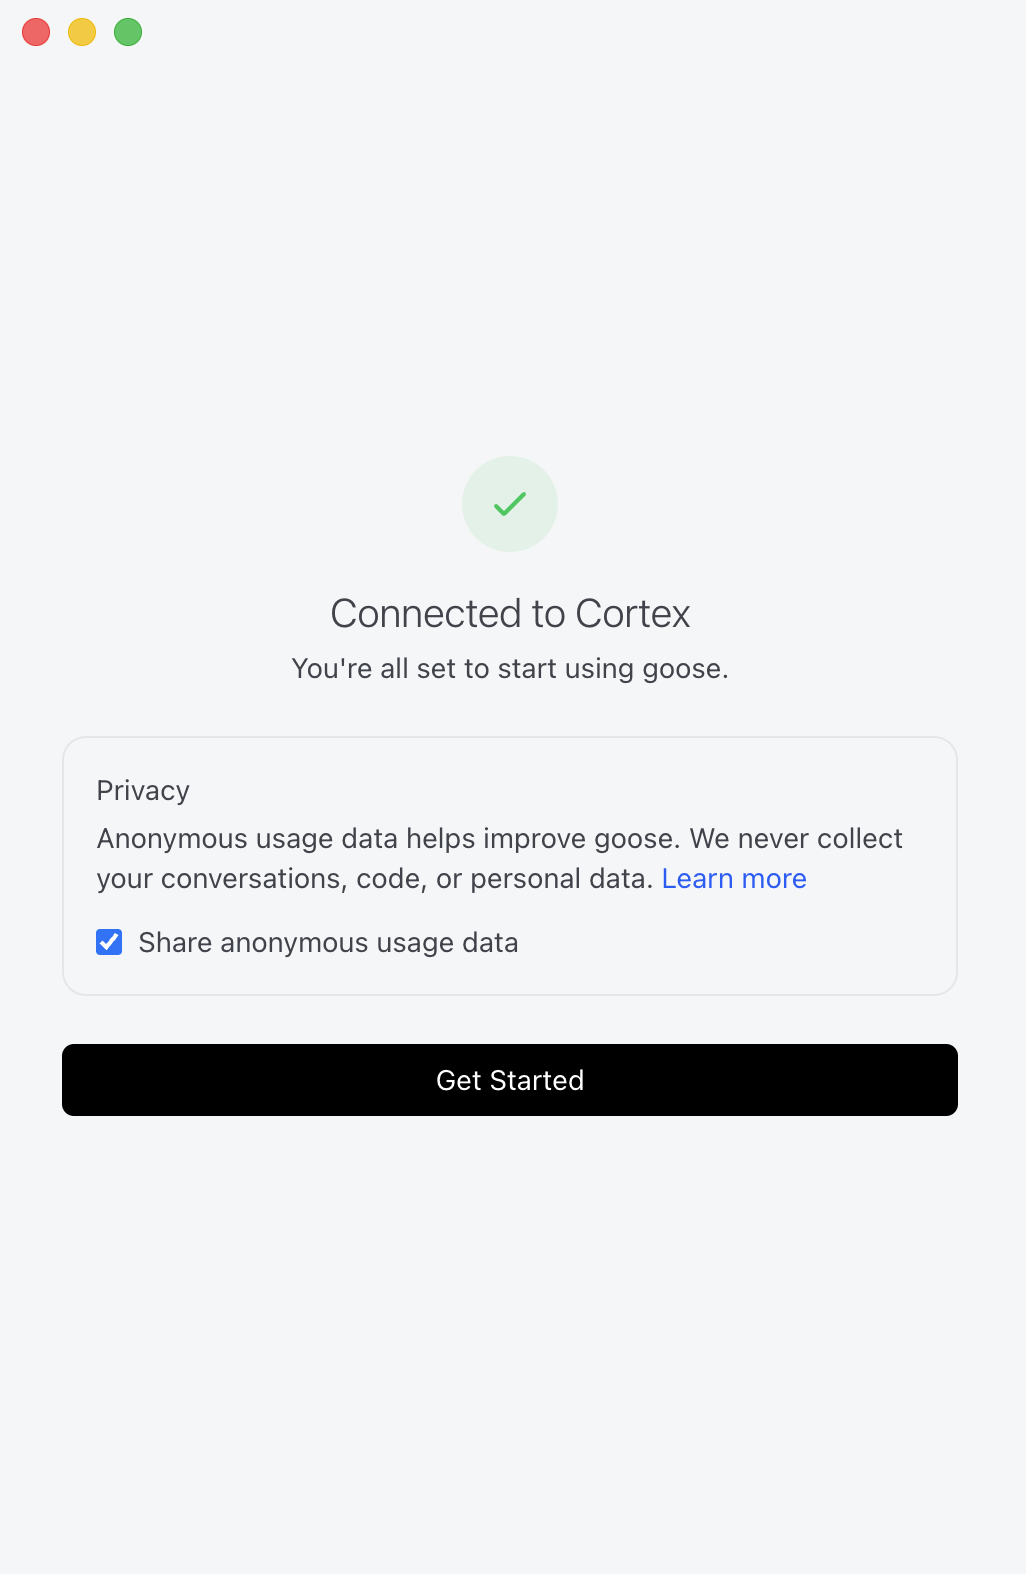 Connected to Cortex
You're all set to start using goose.
Privacy
Anonymous usage data helps improve goose. We never collect
your conversations, code, or personal data. Learn more
Share anonymous usage data
Get Started